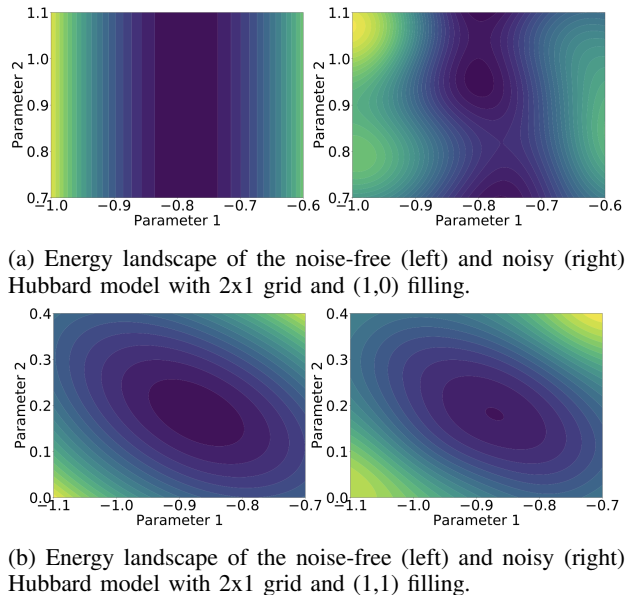 1.1
1.0
0.9
0.8
0.7
Parameter 2
−1.0 −0.9 −0.8 −0.7 −0.6
Parameter 1
1.1
1.0
0.9
0.8
0.7
Parameter 2
−1.0 −0.9 −0.8 −0.7 −0.6
Parameter 1
(a) Energy landscape of the noise-free (left) and noisy (right)
Hubbard model with 2x1 grid and (1,0) filling.
0.4
0.3
0.2
0.1
0.0
Parameter 2
−1.1 −1.0 −0.9 −0.8 −0.7
Parameter 1
0.4
0.3
0.2
0.1
0.0
Parameter 2
−1.1 −1.0 −0.9 −0.8 −0.7
Parameter 1
(b) Energy landscape of the noise-free (left) and noisy (right)
Hubbard model with 2x1 grid and (1,1) filling.